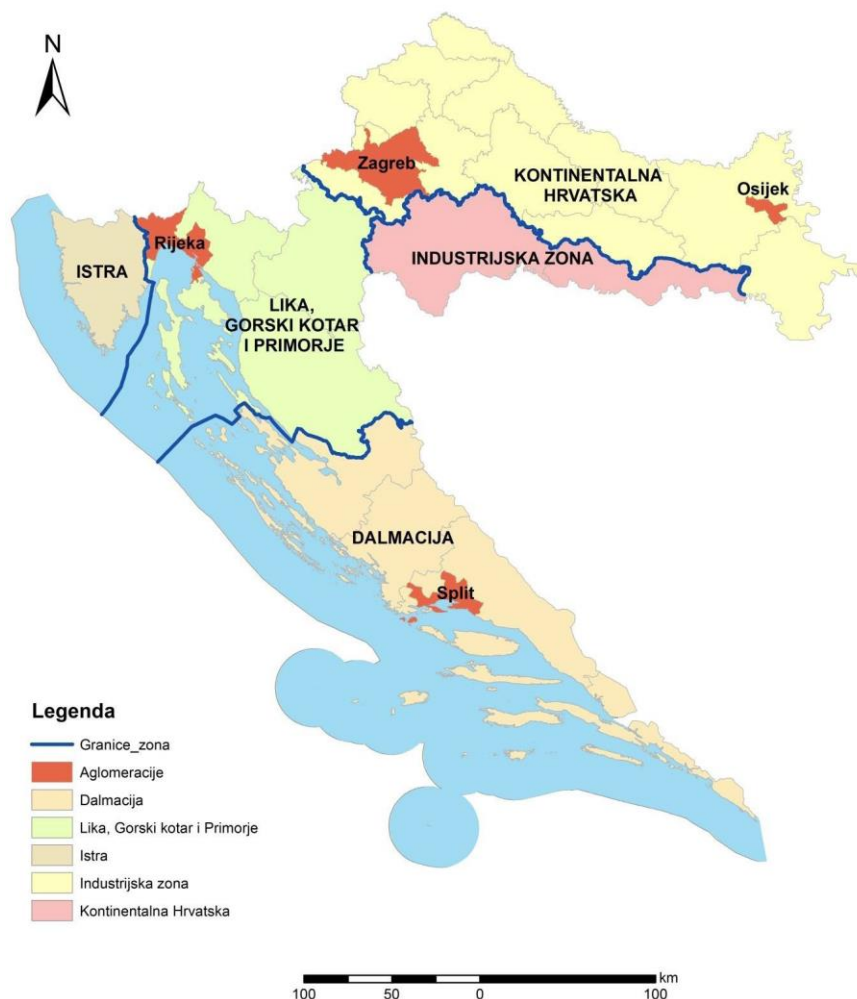 N
Zagreb
KONTINENTALNA
HRVATSKA
Osijek
Rijeka
ISTRA
INDUSTRIJSKA ZONA
LIKA,
GORSKI KOTAR
I PRIMORJE
DALMACIJA
Split
Legenda
Granice_zona
Aglomeracije
Dalmacija
Lika, Gorski kotar i Primorje
Istra
Industrijska zona
Kontinentalna Hrvatska
km
100 50 0 100